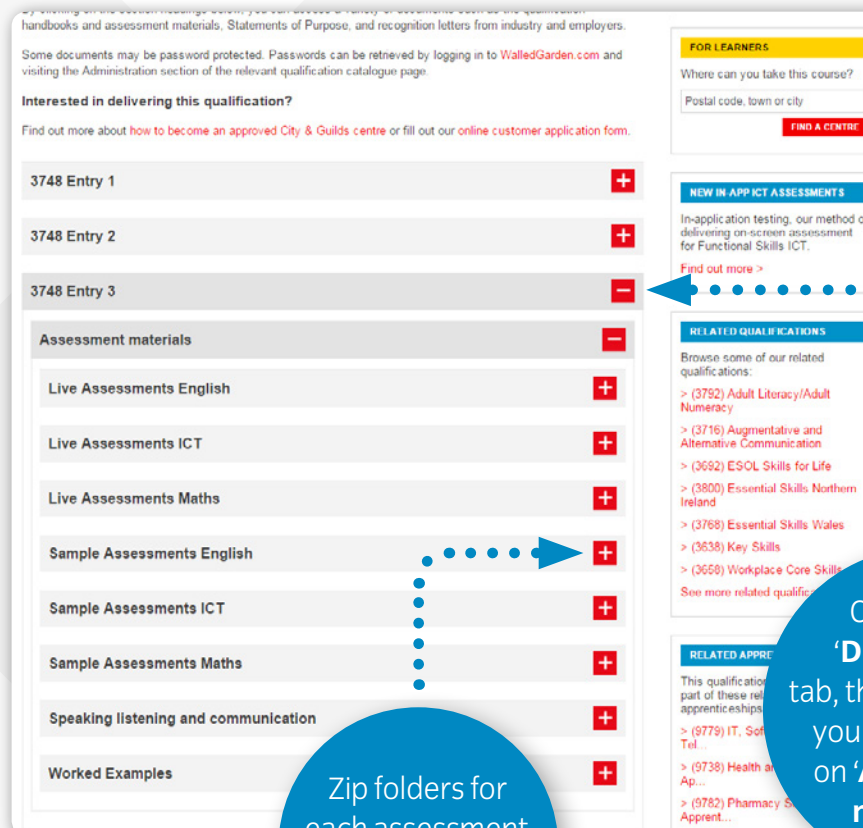 handbooks and assessment materials, Statements of Purpose, and recognition letters from industry and employers.
Some documents may be password protected. Passwords can be retrieved by logging in to WalledGarden.com and
visiting the Administration section of the relevant qualification catalogue page.
Interested in delivering this qualification?
Find out more about how to become an approved City & Guilds centre or fill out our online customer application form.
3748 Entry 1
3748 Entry 2
3748 Entry 3
Assessment materials
Live Assessments English
Live Assessments ICT
Live Assessments Maths
Sample Assessments English
Sample Assessments ICT
Sample Assessments Maths
Speaking listening and communication
Worked Examples
Zip folders for
each assessment
FOR LEARNERS
Where can you take this course?
Postal code, town or city
FIND A CENTRE
NEW IN-APP ICT ASSESSMENTS
In-application testing, our method
delivering on-screen assessment
for Functional Skills ICT.
Find out more >
RELATED QUALIFICATIONS
Browse some of our related
qualifications:
> (3792) Adult Literacy/Adult
Numeracy
> (3716) Augmentative and
Alternative Communication
> (3692) ESOL Skills for Life
> (3800) Essential Skills Northern
Ireland
> (3768) Essential Skills Wales
> (3638) Key Skills
> (3658) Workplace Core Skills
See more related
RELATED
This qualification
part of these
apprenticeships
> (9779) IT,
Tel...
> (9738) Health
Ap...
> (9782) Pharmacy
Apprent...
tab,
you
on